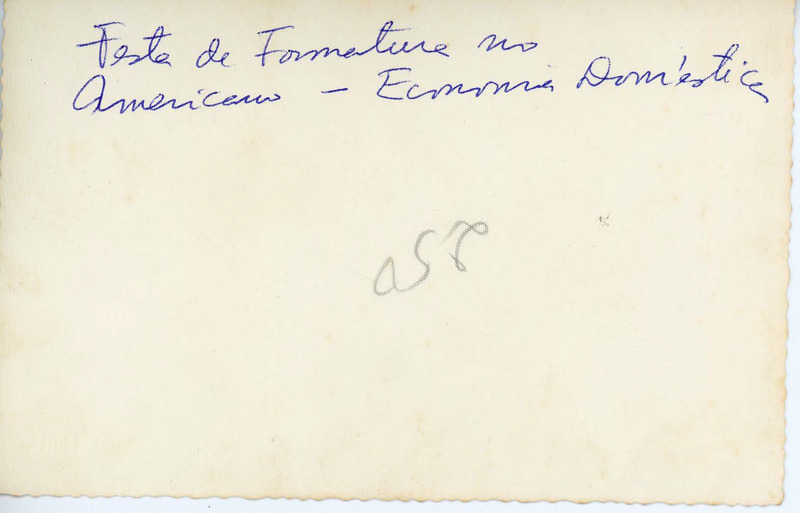 Festa de Formatura no
Americano – Economia Doméstica
058